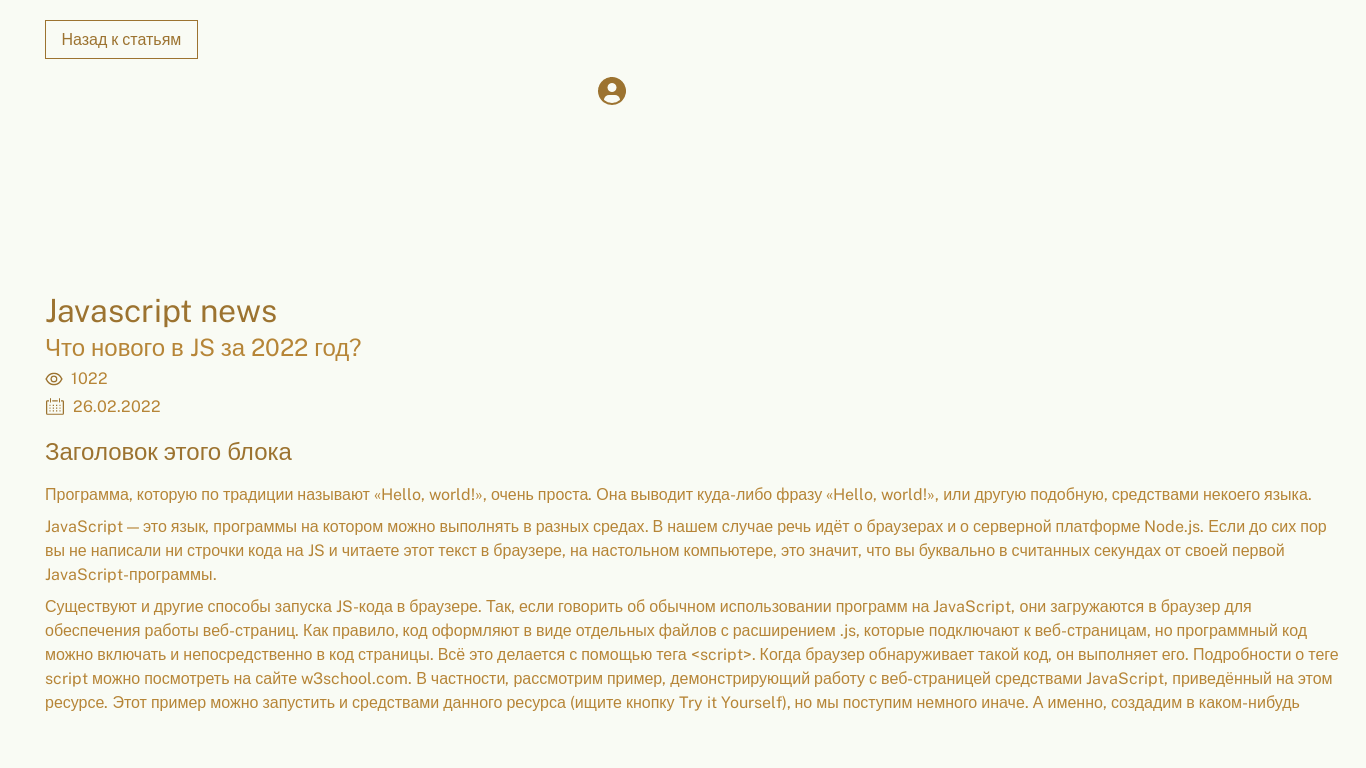 Назад к статьям
Javascript news
Что нового в JS за 2022 год?
1022
26.02.2022
Заголовок этого блока
Программа, которую по традиции называют «Hello, world!», очень проста. Она выводит куда-либо фразу «Hello, world!», или другую подобную, средствами некоего языка.
JavaScript — это язык, программы на котором можно выполнять в разных средах. В нашем случае речь идёт о браузерах и о серверной платформе Node.js. Если до сих пор
вы не написали ни строчки кода на JS и читаете этот текст в браузере, на настольном компьютере, это значит, что вы буквально в считанных секундах от своей первой
JavaScript-программы.
Существуют и другие способы запуска JS-кода в браузере. Так, если говорить об обычном использовании программ на JavaScript, они загружаются в браузер для
обеспечения работы веб-страниц. Как правило, код оформляют в виде отдельных файлов с расширением .js, которые подключают к веб-страницам, но программный код
можно включать и непосредственно в код страницы. Всё это делается с помощью тега <script>. Когда браузер обнаруживает такой код, он выполняет его. Подробности о теге
script можно посмотреть на сайте w3school.com. В частности, рассмотрим пример, демонстрирующий работу с веб-страницей средствами JavaScript, приведённый на этом
ресурсе. Этот пример можно запустить и средствами данного ресурса (ищите кнопку Try it Yourself), но мы поступим немного иначе. А именно, создадим в каком-нибудь